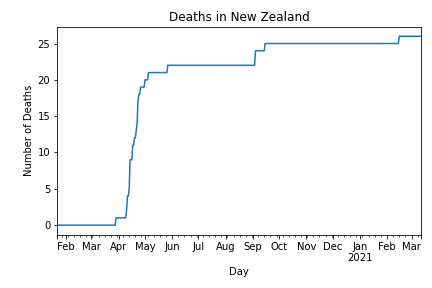 Deaths in New Zealand
Number of Deaths
25
20
15
10
5
0
Feb Mar Apr May Jun Jul Aug Sep Oct Nov Dec Jan Feb Mar
2021
Day